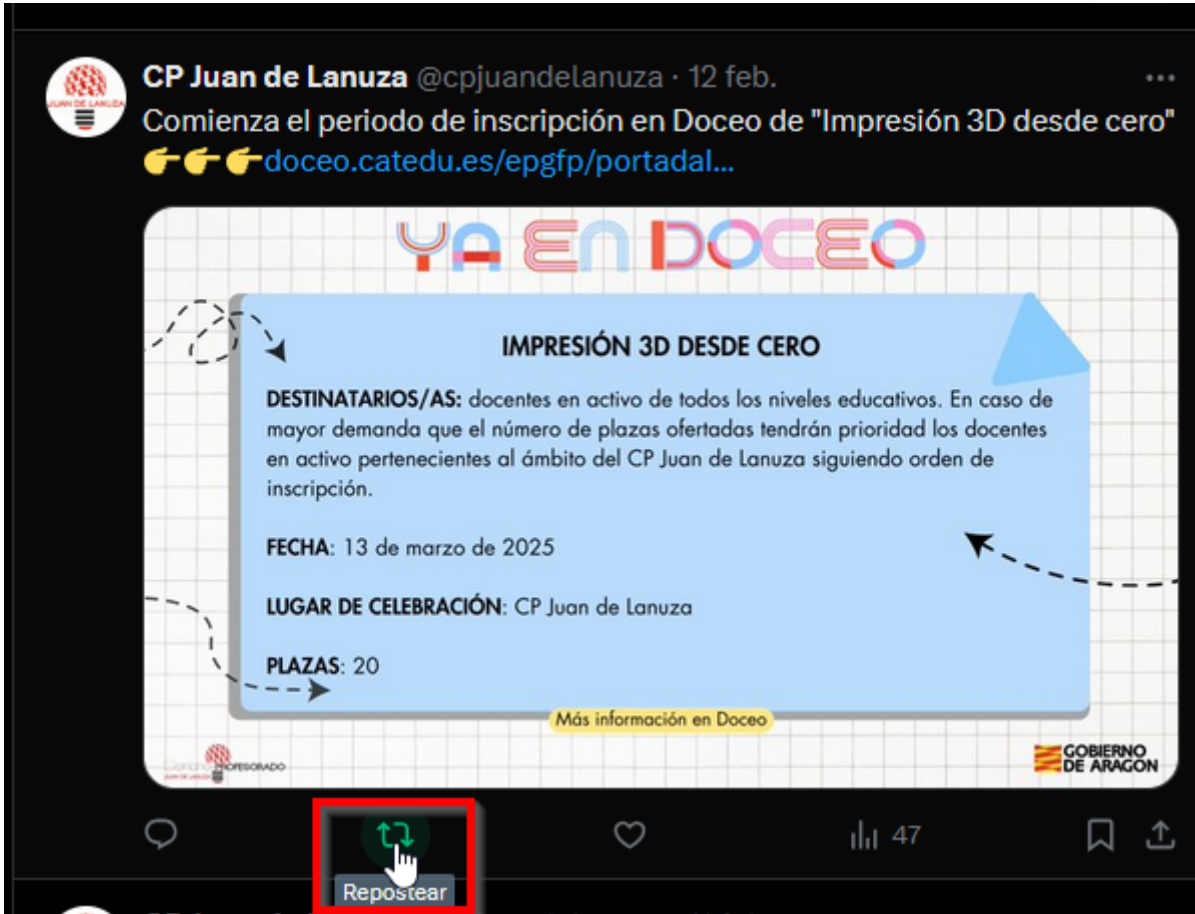 CP Juan de Lanuza @cpjuandelanuza · 12 feb.
Comienza el periodo de inscripción en Doceo de "Impresión 3D desde cero"
👉👉👉doceo.catedu.es/epgfp/portadal...
YA EN DOCEO
IMPRESIÓN 3D DESDE CERO
DESTINATARIOS/AS: docentes en activo de todos los niveles educativos. En caso de
mayor demanda que el número de plazas ofertadas tendrán prioridad los docentes
en activo pertenecientes al ámbito del CP Juan de Lanuza siguiendo orden de
inscripción.
FECHA: 13 de marzo de 2025
LUGAR DE CELEBRACIÓN: CP Juan de Lanuza
PLAZAS: 20
Más información en Doceo
PROFESORADO
JUAN DE LANUZA
GOBIERNO
DE ARAGON
47
Repostear